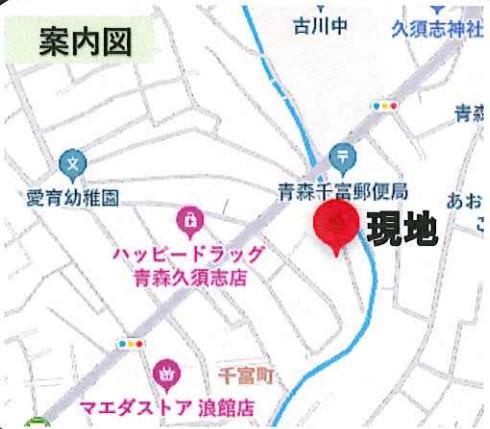 案内図
古川中
久須志神社
青森
愛育幼稚園
青森千富郵便局
あお
現地
ハッピードラッグ
青森久須志店
千富町
マエダストア 浪館店